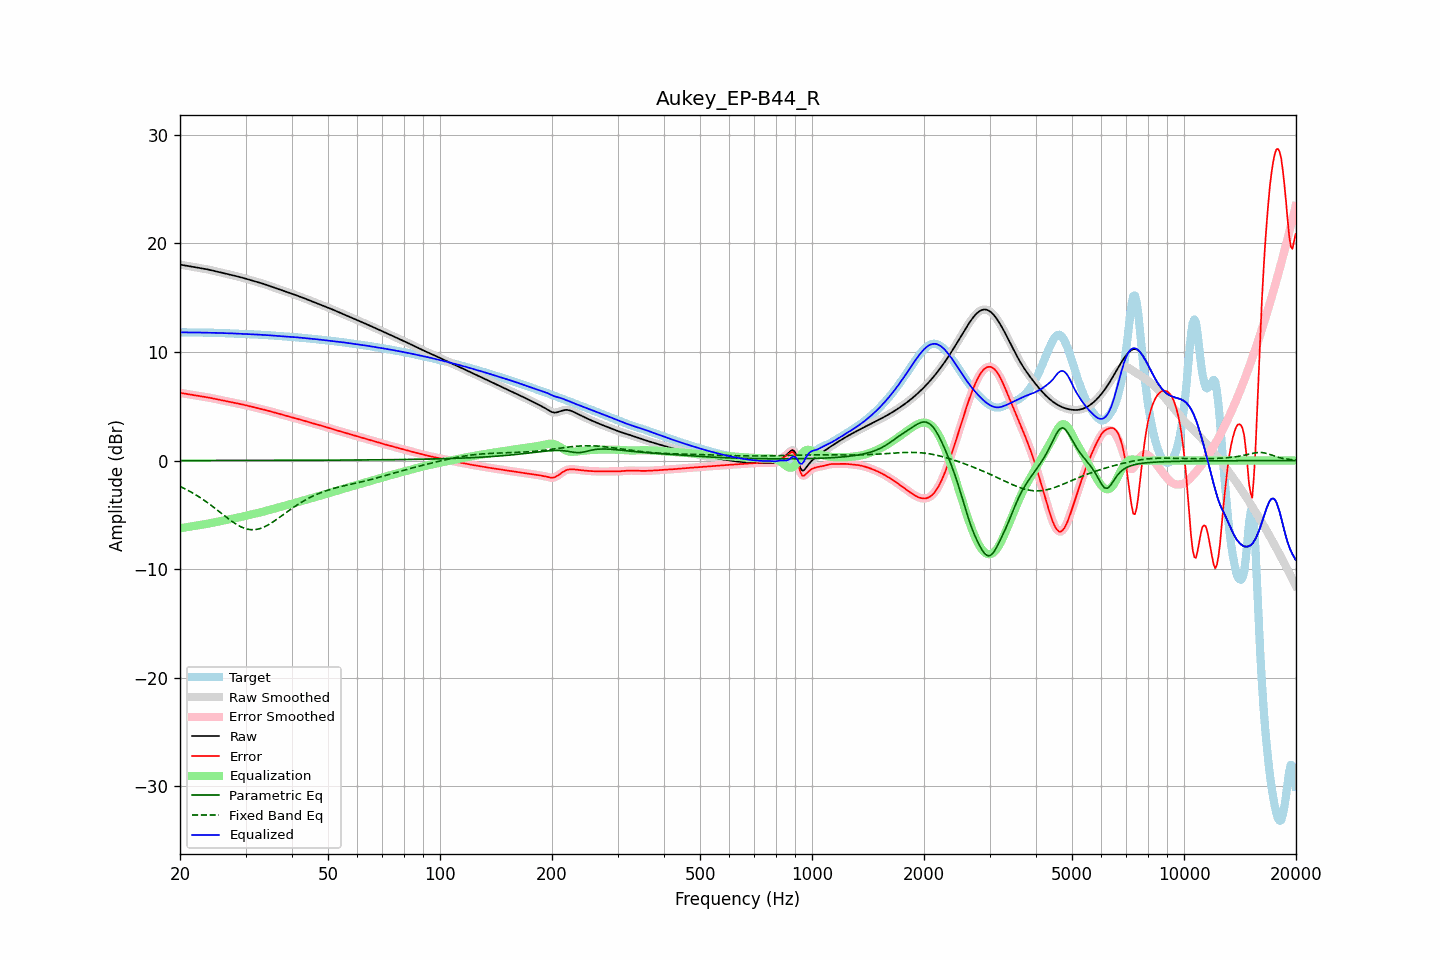 Aukey_EP-B44_R
Amplitude (dBr)
30
20
10
0
−10
−20
−30
Target
Raw Smoothed
Error Smoothed
Raw
Error
Equalization
Parametric Eq
Fixed Band Eq
Equalized
20 50 100 200 500 1000 2000 5000 10000 20000
Frequency (Hz)